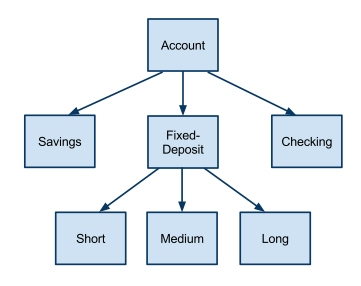 Account
Savings
Fixed-
Deposit
Checking
Short
Medium
Long